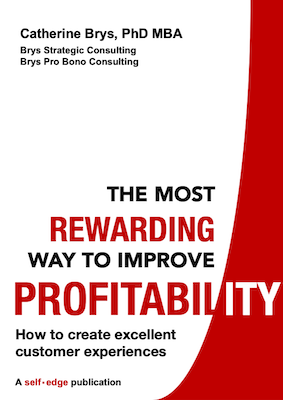 Catherine Brys, PhD MBA
Brys Strategic Consulting
Brys Pro Bono Consulting
THE MOST
REWARDING
WAY TO IMPROVE
PROFITABILITY
How to create excellent
customer experiences
A self·edge publication